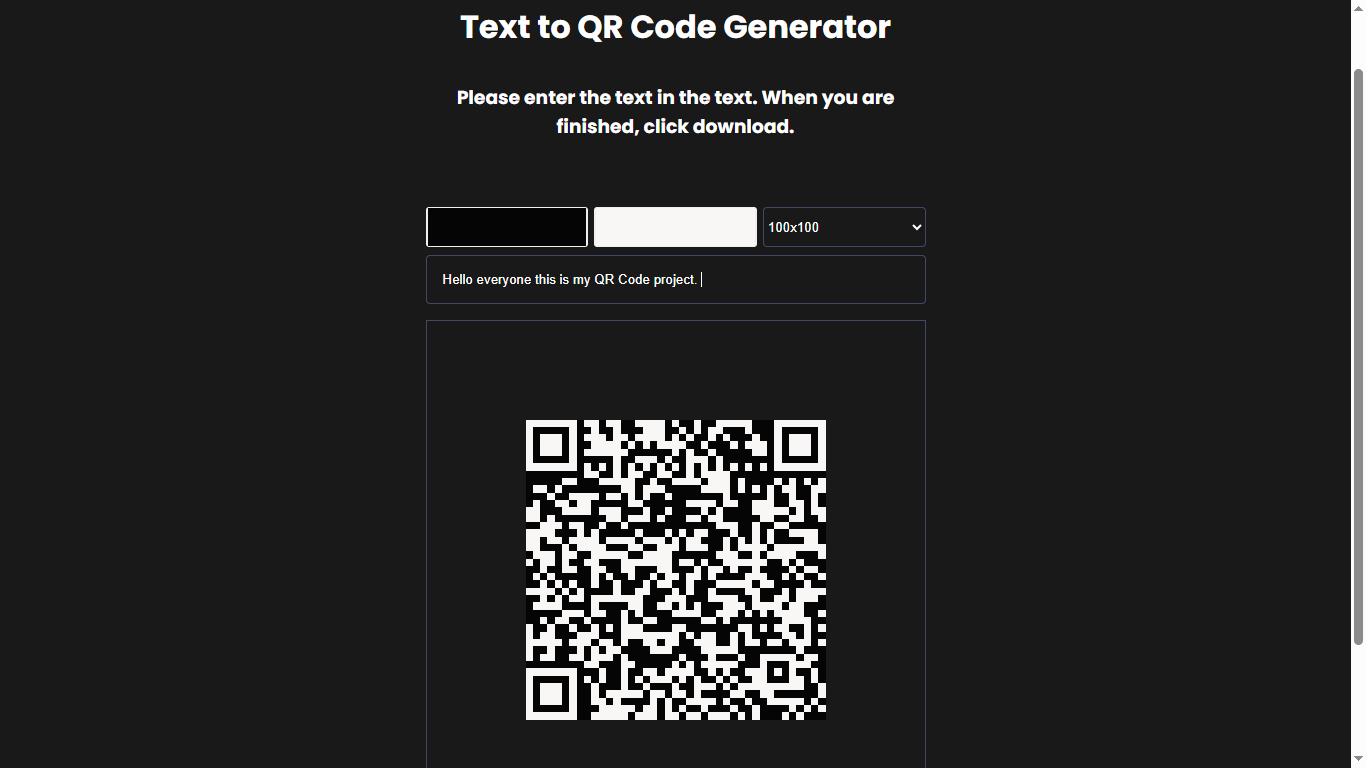 Text to QR Code Generator
Please enter the text in the text. When you are
finished, click download.
100x100
Hello everyone this is my QR Code project.